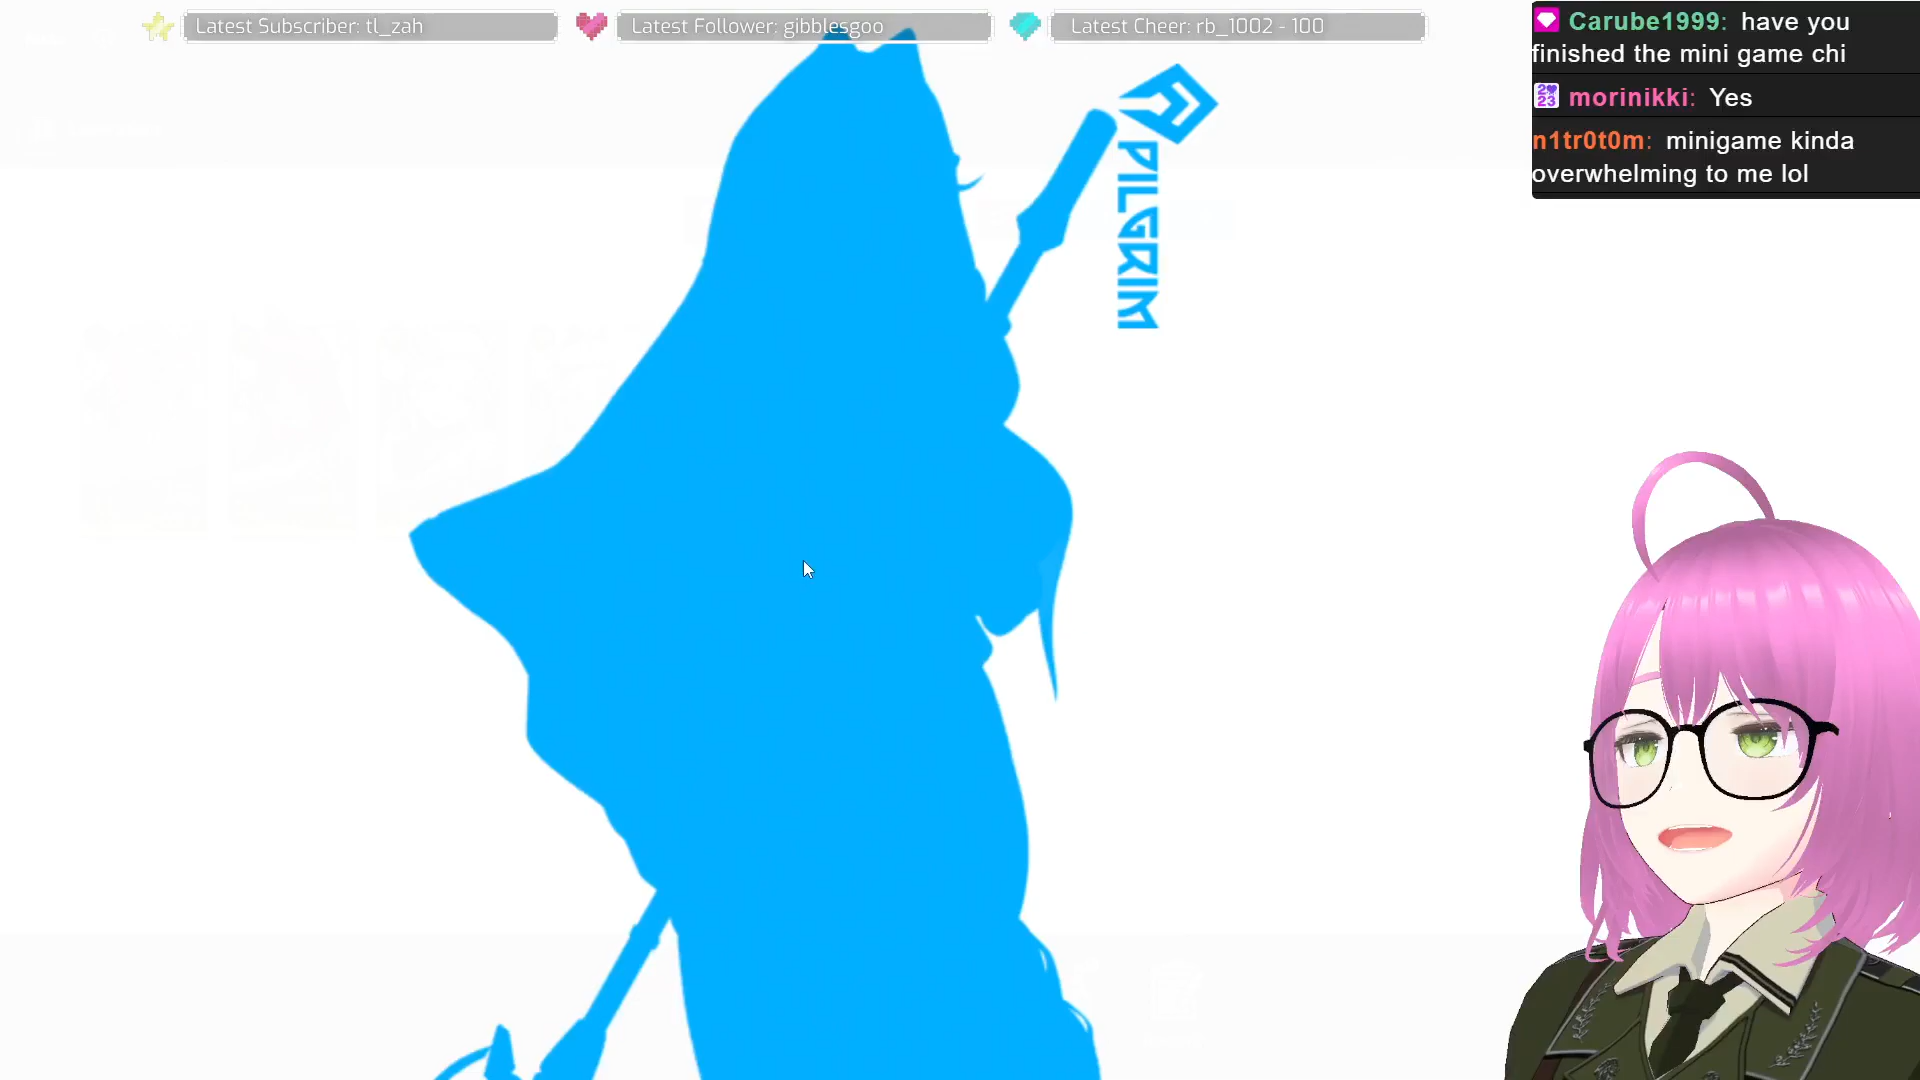 Latest Subscriber: tl_zah
Latest Follower: gibblesgoo
Latest Cheer: rb_1002 - 100
Carube1999: have you
finished the mini game chi
morinikki: Yes
n1tr0t0m: minigame kinda
overwhelming to me lol
PILGRIM